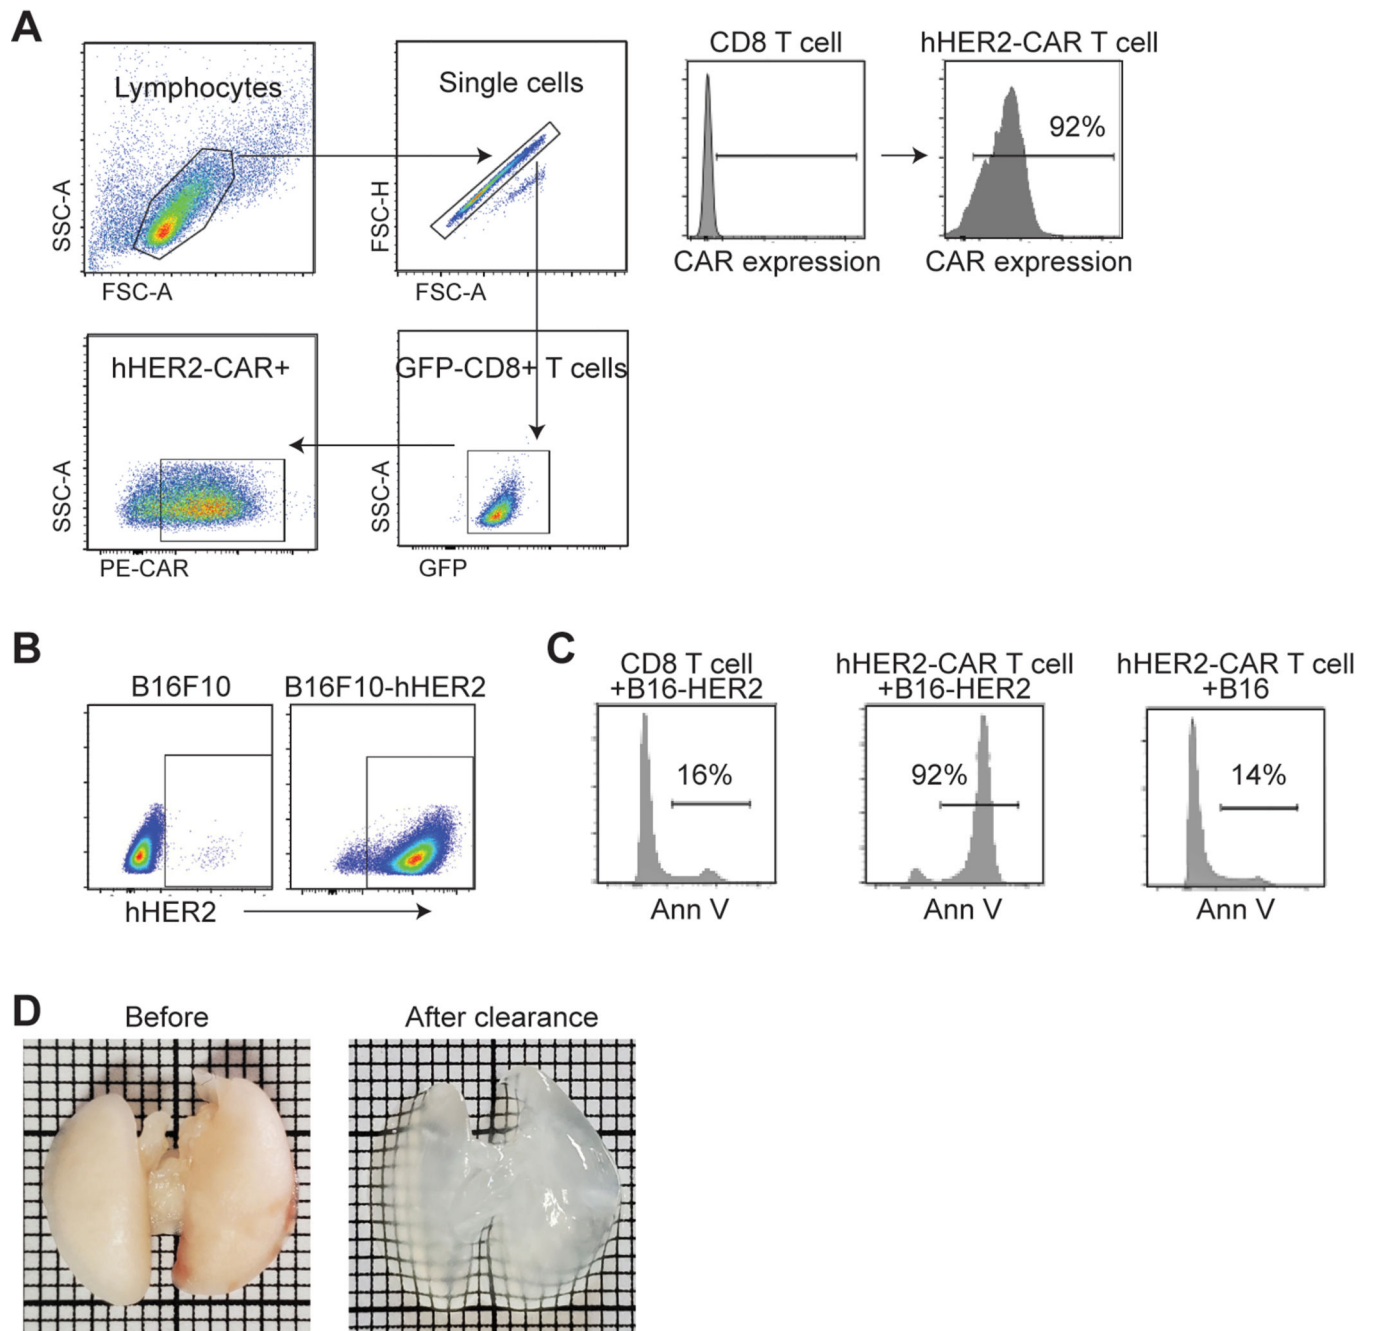 A
Lymphocytes
SSC-A
FSC-A
Single cells
FSC-H
FSC-A
CD8 T cell
CAR expression
hHER2-CAR T cell
92%
CAR expression
hHER2-CAR+
SSC-A
PE-CAR
GFP-CD8+ T cells
SSC-A
GFP
B
B16F10
B16F10-hHER2
hHER2
C
CD8 T cell
+B16-HER2
16%
Ann V
hHER2-CAR T cell
+B16-HER2
92%
Ann V
hHER2-CAR T cell
+B16
14%
Ann V
D
Before
After clearance